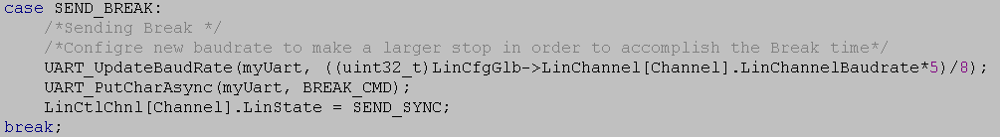 case SEND_BREAK:
/*Sending Break */
/*Configre new baudrate to make a larger stop in order to accomplish the Break time*/
UART_UpdateBaudRate(myUart, ((uint32_t)LinCfgGlb->LinChannel[Channel].LinChannelBaudrate*5)/8);
UART_PutCharAsync(myUart, BREAK_CMD);
LinCtlChnl[Channel].LinState = SEND_SYNC;
break;